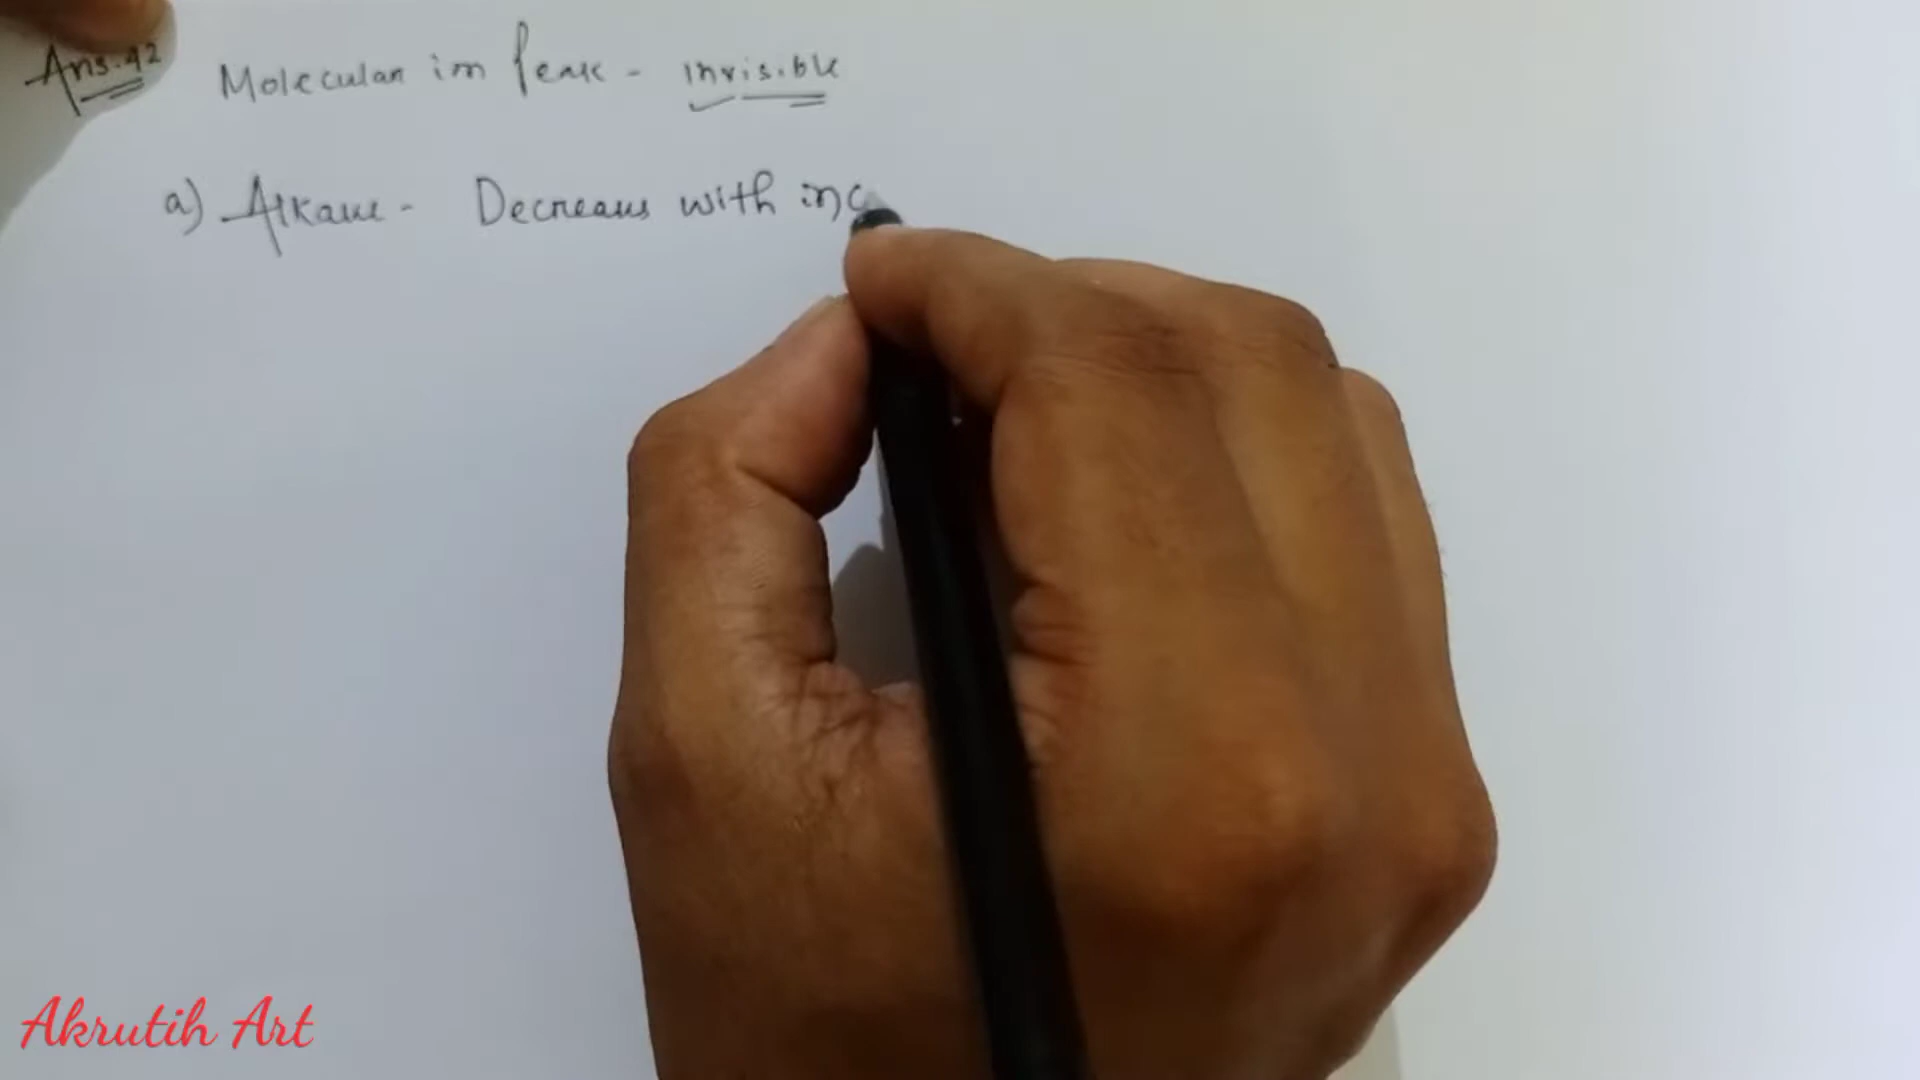 Ans. 42 Molecular ion Peak - invisible
a) Alkane - Decreases with inc
Akrutih Art